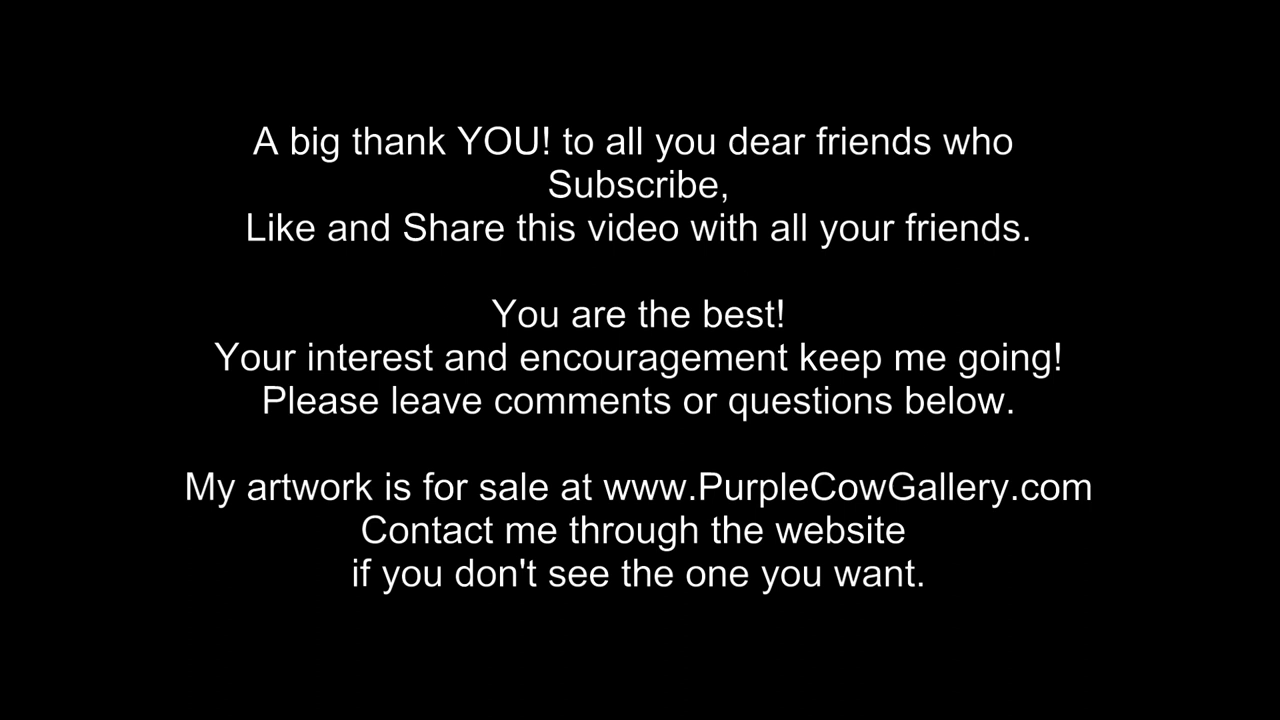 A big thank YOU! to all you dear friends who
Subscribe,
Like and Share this video with all your friends.
You are the best!
Your interest and encouragement keep me going!
Please leave comments or questions below.
My artwork is for sale at www.PurpleCowGallery.com
Contact me through the website
if you don't see the one you want.